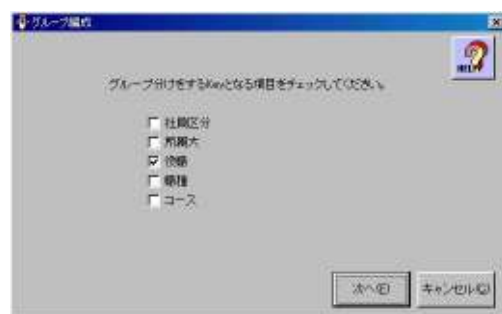 グループ編成
HELP
グループ分けをするKeyとなる項目をチェックしてください。
社員区分
所属大
役職
職種
コース
次へ(F)
キャンセル(C)